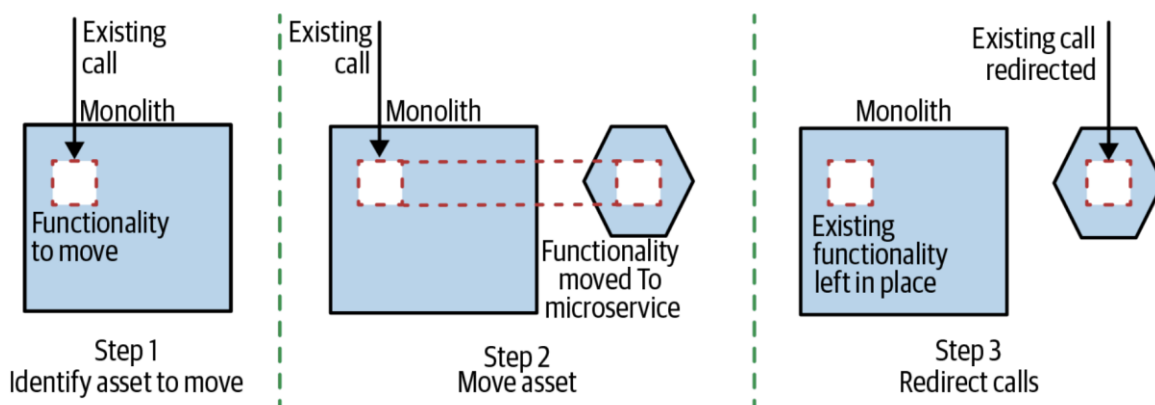 Existing
call
Monolith
Functionality
to move
Step 1
Identify asset to move
Existing
call
Monolith
Functionality
moved To
microservice
Step 2
Move asset
Existing call
redirected
Monolith
Existing
functionality
left in place
Step 3
Redirect calls